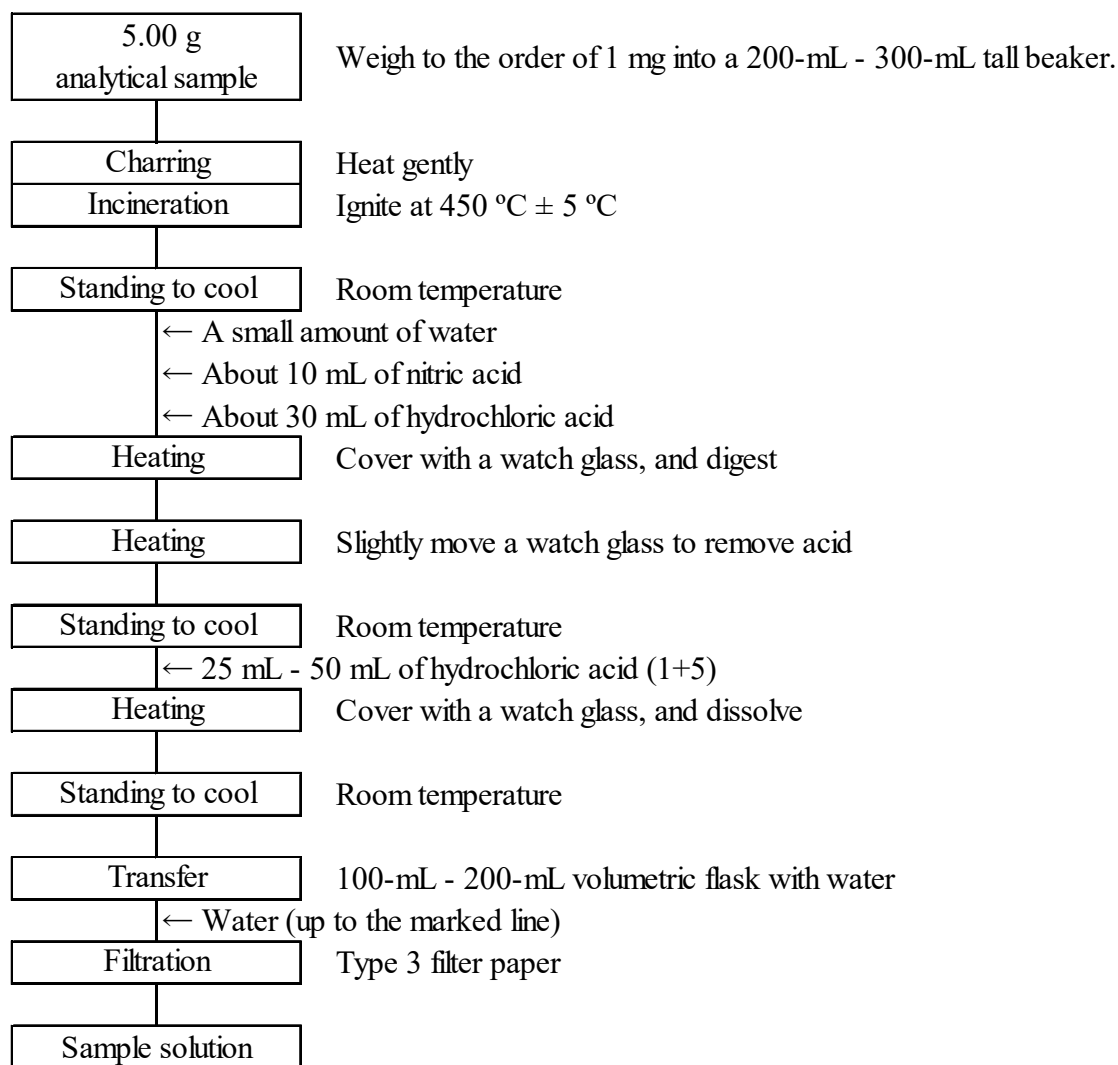 5.00 g
analytical sample
Weigh to the order of 1 mg into a 200-mL - 300-mL tall beaker.
Charring
Heat gently
Incineration
Ignite at 450 ºC ± 5 ºC
Standing to cool
Room temperature
← A small amount of water
← About 10 mL of nitric acid
← About 30 mL of hydrochloric acid
Heating
Cover with a watch glass, and digest
Heating
Slightly move a watch glass to remove acid
Standing to cool
Room temperature
← 25 mL - 50 mL of hydrochloric acid (1+5)
Heating
Cover with a watch glass, and dissolve
Standing to cool
Room temperature
Transfer
100-mL - 200-mL volumetric flask with water
← Water (up to the marked line)
Filtration
Type 3 filter paper
Sample solution